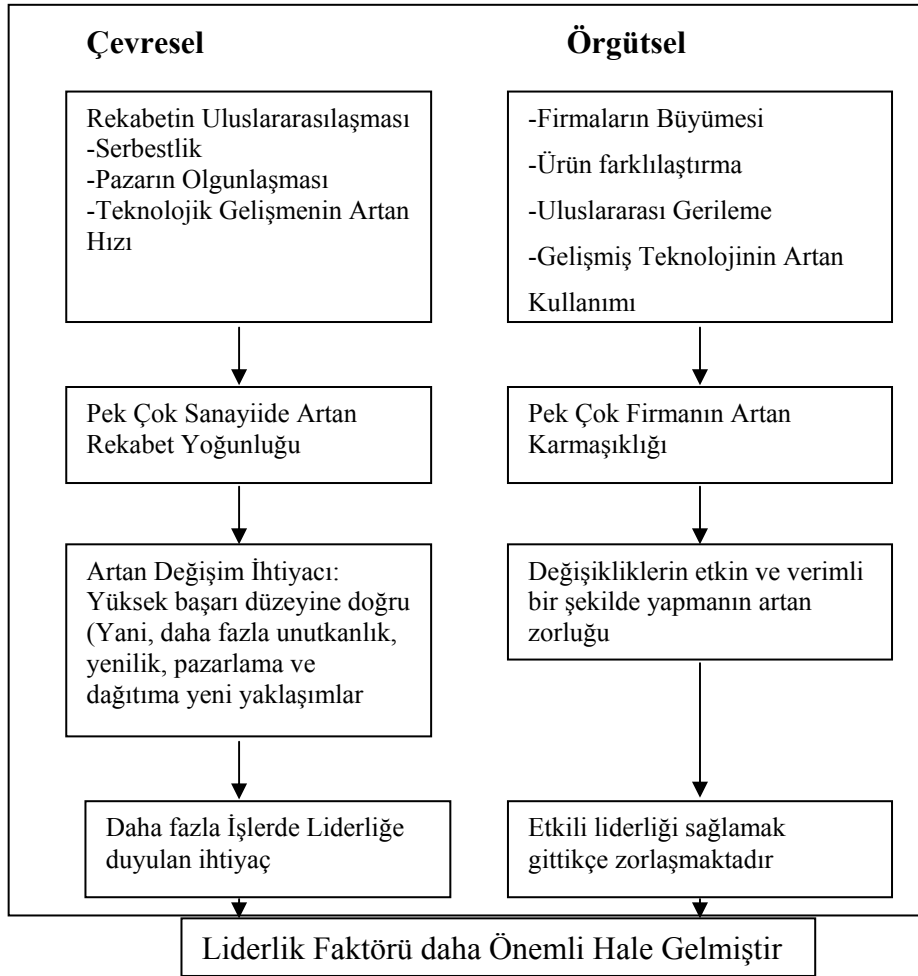 Çevresel
Rekabetin Uluslararasılaşması
-Serbestlik
-Pazarın Olgunlaşması
-Teknolojik Gelişmenin Artan
Hızı
Pek Çok Sanayiide Artan
Rekabet Yoğunluğu
Artan Değişim İhtiyacı:
Yüksek başarı düzeyine doğru
(Yani, daha fazla unutkanlık,
yenilik, pazarlama ve
dağıtıma yeni yaklaşımlar
Daha fazla İşlerde Liderliğe
duyulan ihtiyaç
Örgütsel
-Firmaların Büyümesi
-Ürün farklılaştırma
-Uluslararası Gerileme
-Gelişmiş Teknolojinin Artan
Kullanımı
Pek Çok Firmanın Artan
Karmaşıklığı
Değişikliklerin etkin ve verimli
bir şekilde yapmanın artan
zorluğu
Etkili liderliği sağlamak
gittikçe zorlaşmaktadır
Liderlik Faktörü daha Önemli Hale Gelmiştir